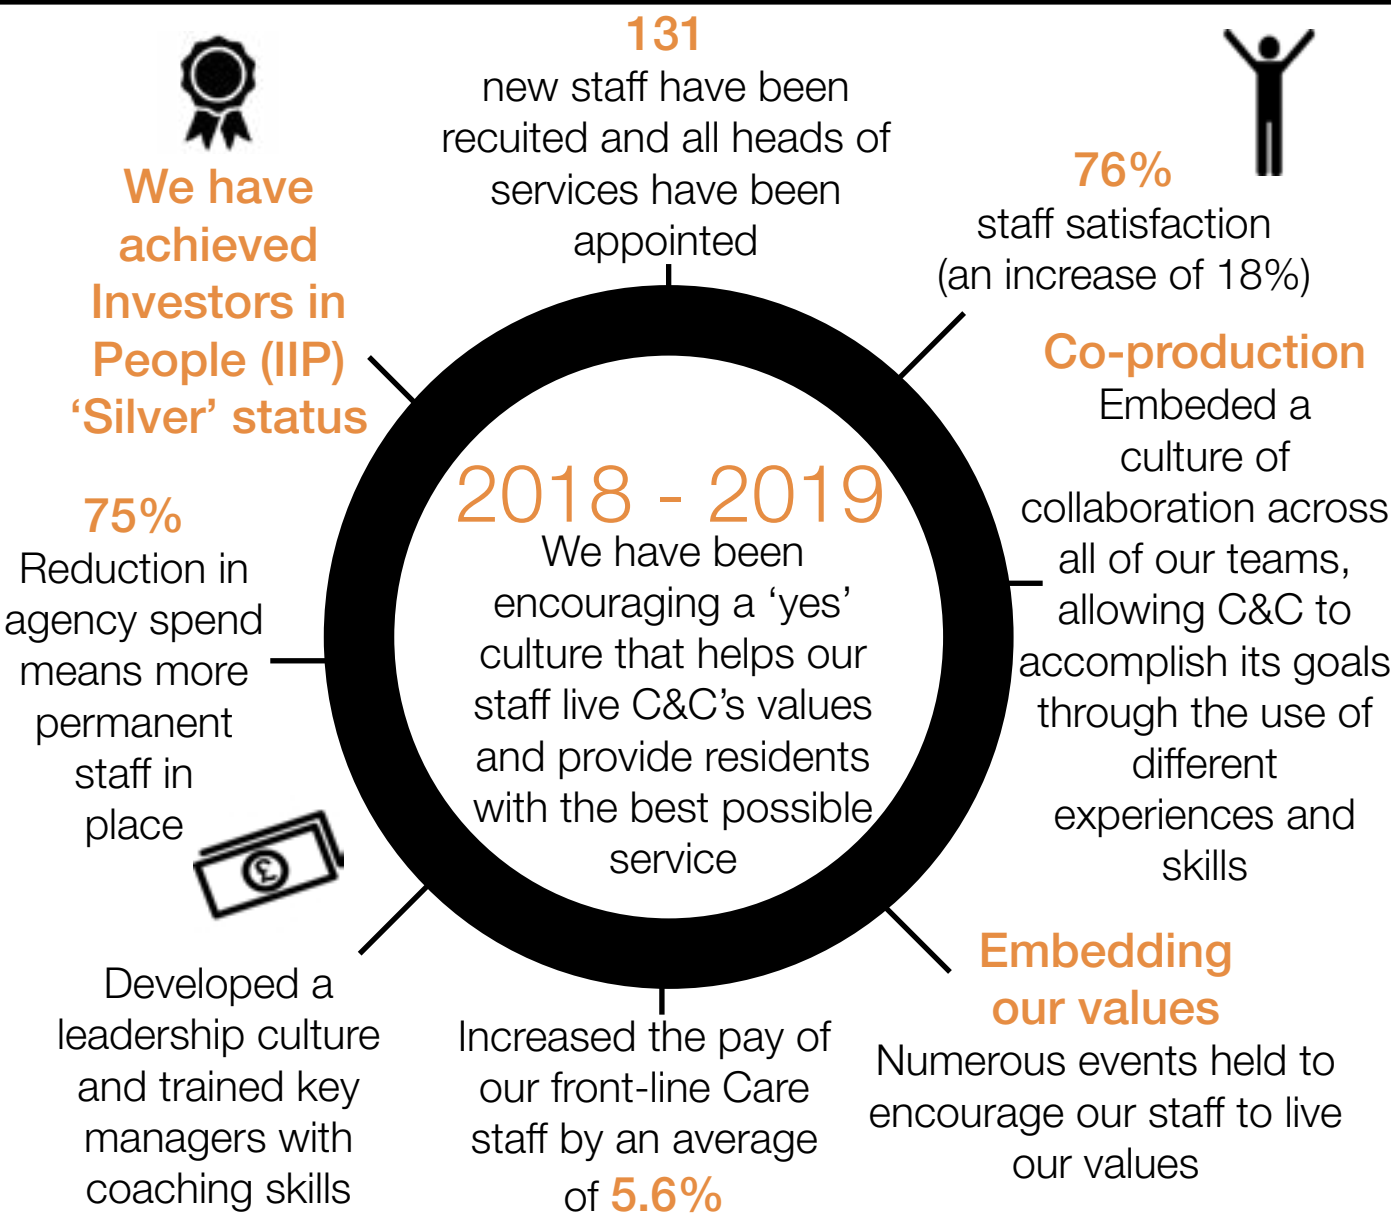 131
new staff have been
recuited and all heads of
services have been
appointed
76%
staff satisfaction
(an increase of 18%)
Co-production
Embeded a
culture of
collaboration across
all of our teams,
allowing C&C to
accomplish its goals
through the use of
different
experiences and
skills
Embedding
our values
Numerous events held to
encourage our staff to live
our values
Increased the pay of
our front-line Care
staff by an average
of 5.6%
Developed a
leadership culture
and trained key
managers with
coaching skills
75%
Reduction in
agency spend
means more
permanent
staff in
place
£
We have
achieved
Investors in
People (IIP)
‘Silver’ status
2018 - 2019
We have been
encouraging a ‘yes’
culture that helps our
staff live C&C’s values
and provide residents
with the best possible
service